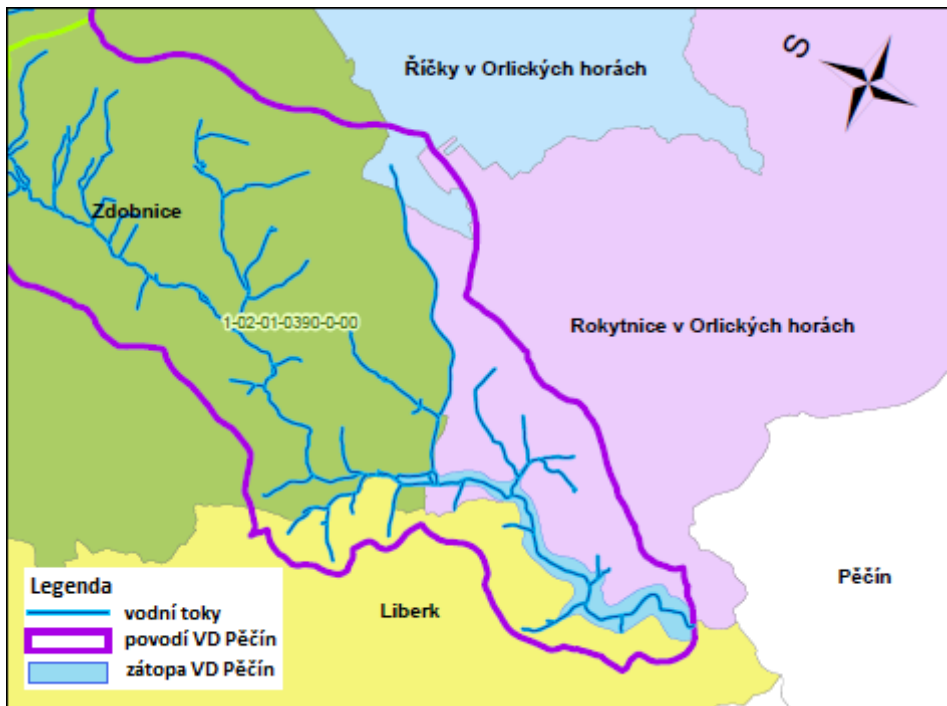 Říčky v Orlických horách
S
Zdobnice
1-02-01-0390-0-00
Rokytnice v Orlických horách
Pěčín
Liberk
Legenda
vodní toky
povodí VD Pěčín
zátopa VD Pěčín